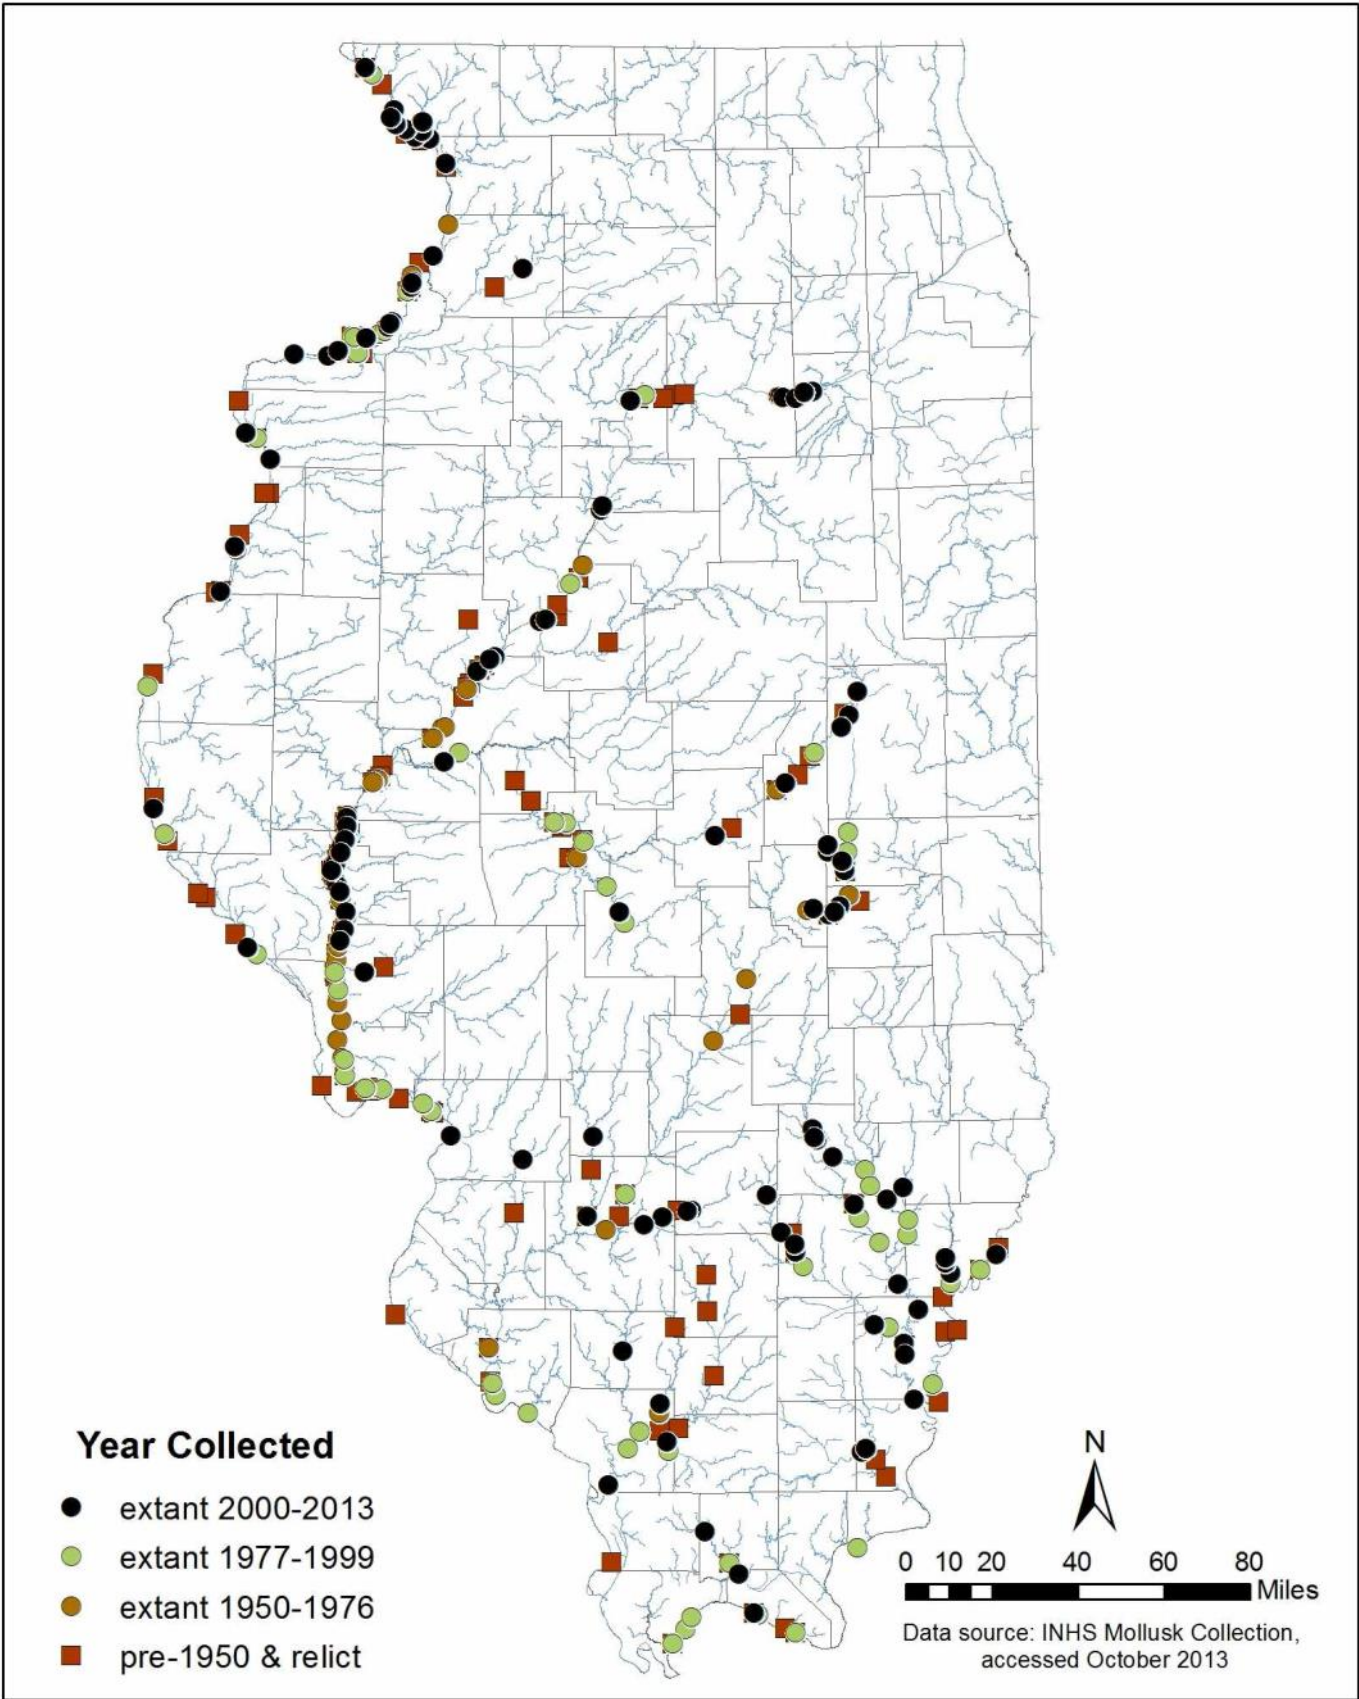 Year Collected
extant 2000-2013
extant 1977-1999
extant 1950-1976
pre-1950 & relict
N
0 10 20 40 60 80
Miles
Data source: INHS Mollusk Collection,
accessed October 2013